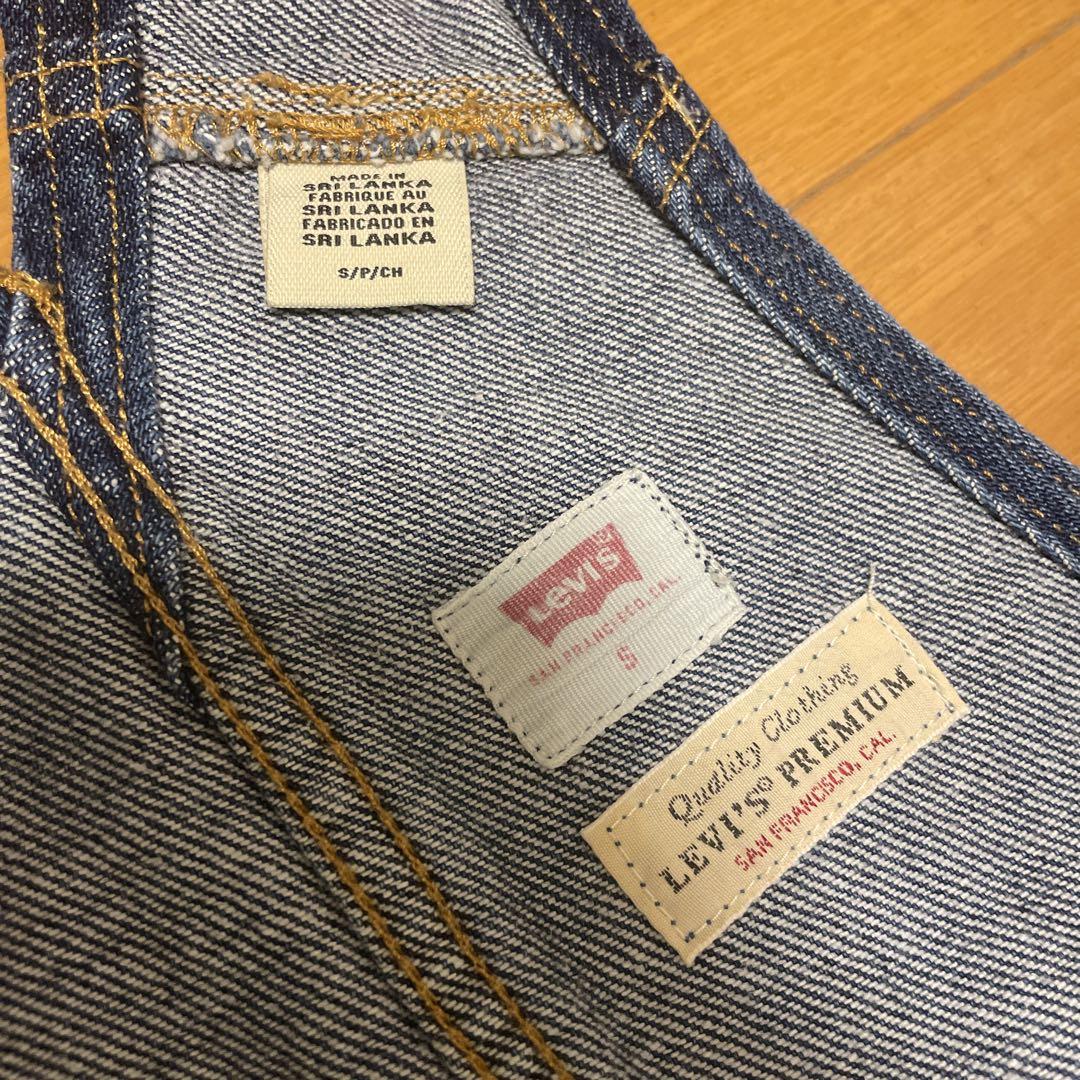 MADE IN
SRI LANKA
FABRIQUE AU
SRI LANKA
FABRICADO EN
SRI LANKA
S/P/CH
Levi's
SAN FRANCISCO, CAL.
S
Quality Clothing
LEVI'S® PREMIUM
SAN FRANCISCO, CAL.